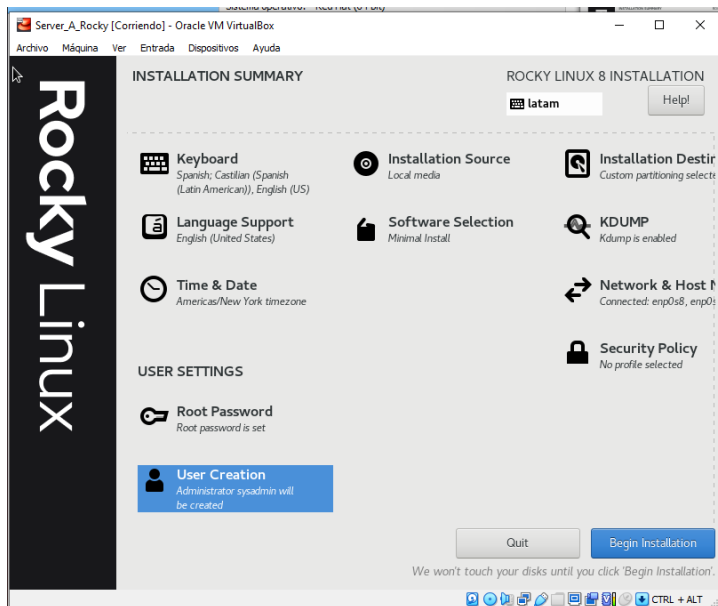 Server_A_Rocky [Corriendo] - Oracle VM VirtualBox
Archivo Máquina Ver Entrada Dispositivos Ayuda
Rocky Linux
INSTALLATION SUMMARY
ROCKY LINUX 8 INSTALLATION
latam
Help!
Keyboard
Spanish; Castilian (Spanish
(Latin American)), English (US)
Language Support
English (United States)
Time & Date
Americas/New York timezone
Installation Source
Local media
Software Selection
Minimal Install
Installation Destin
Custom partitioning selecte
KDUMP
Kdump is enabled
Network & Host N
Connected: enp0s8, enp0s
Security Policy
No profile selected
USER SETTINGS
Root Password
Root password is set
User Creation
Administrator sysadmin will
be created
Quit
Begin Installation
We won't touch your disks until you click 'Begin Installation'.
CTRL + ALT